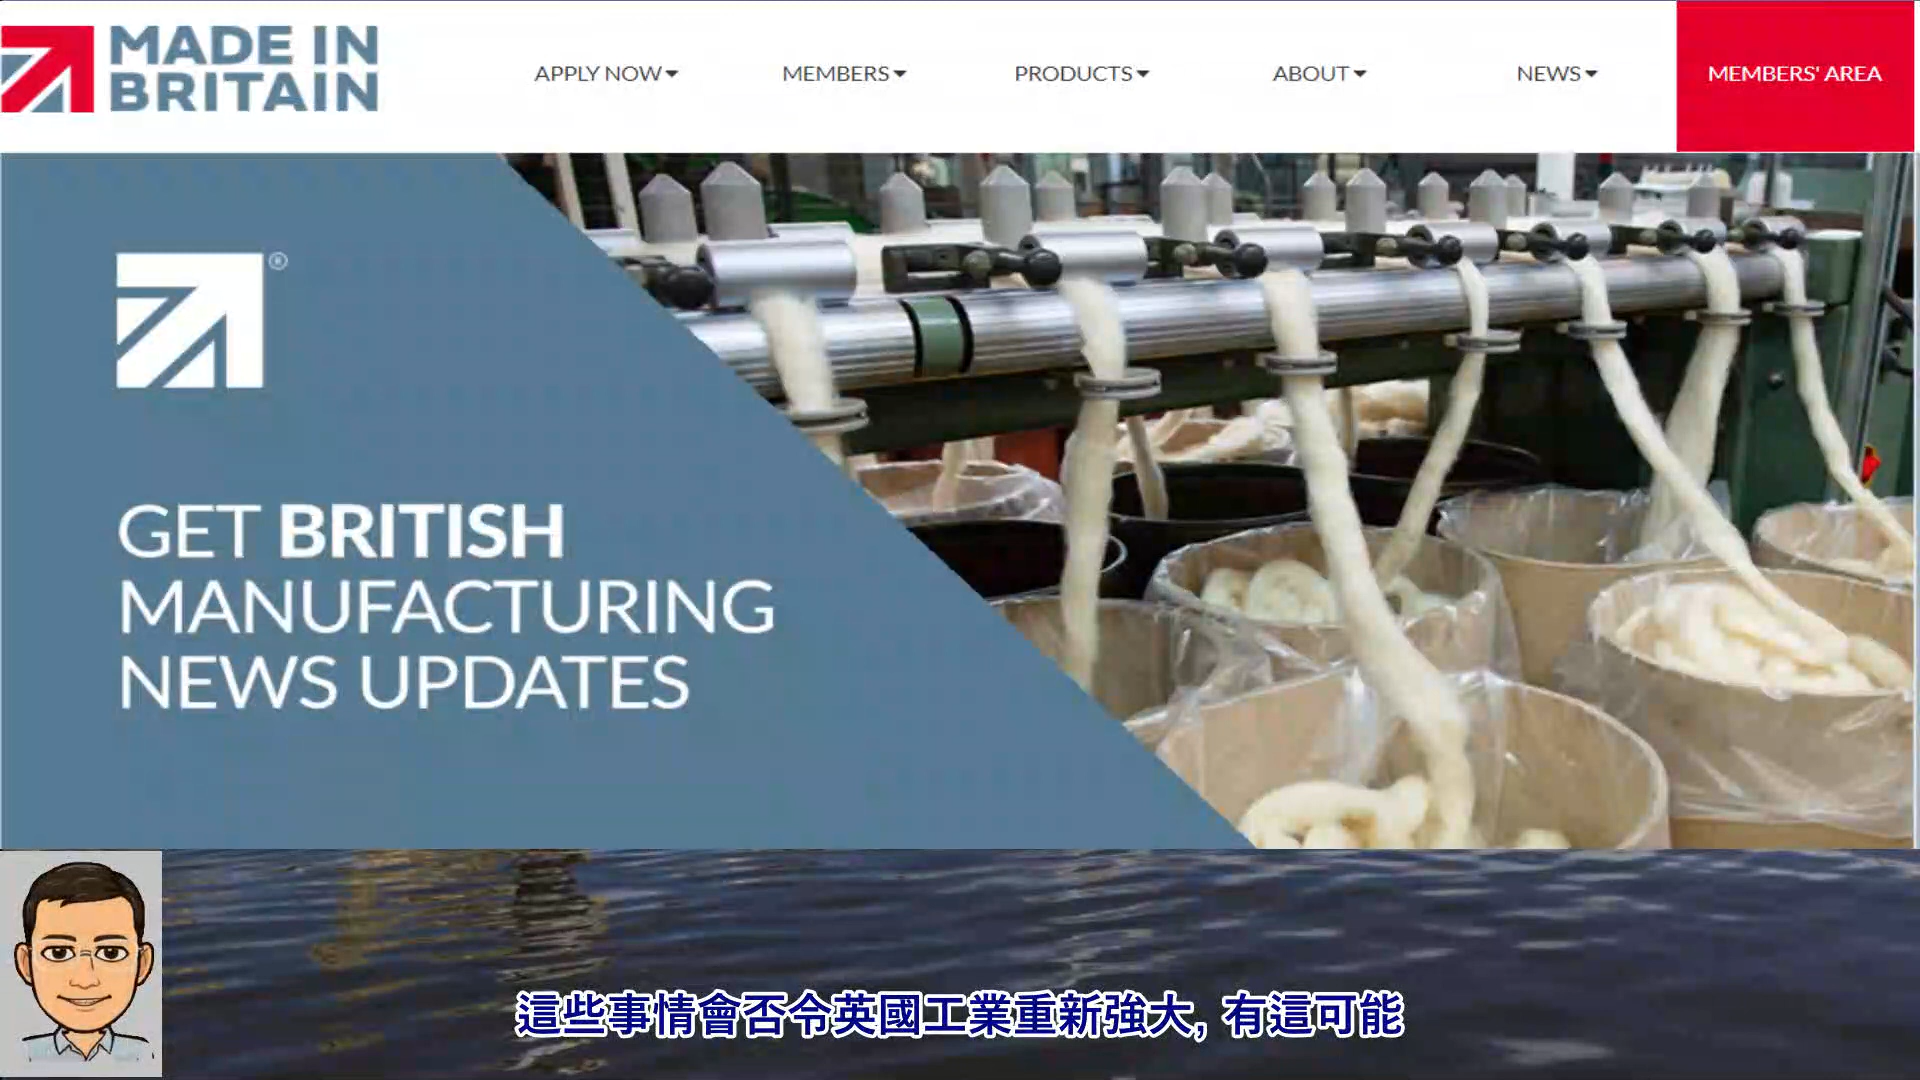 MADE IN
BRITAIN
APPLY NOW
MEMBERS
PRODUCTS
ABOUT
NEWS
MEMBERS' AREA
®
GET BRITISH
MANUFACTURING
NEWS UPDATES
這些事情會否令英國工業重新強大, 有這可能